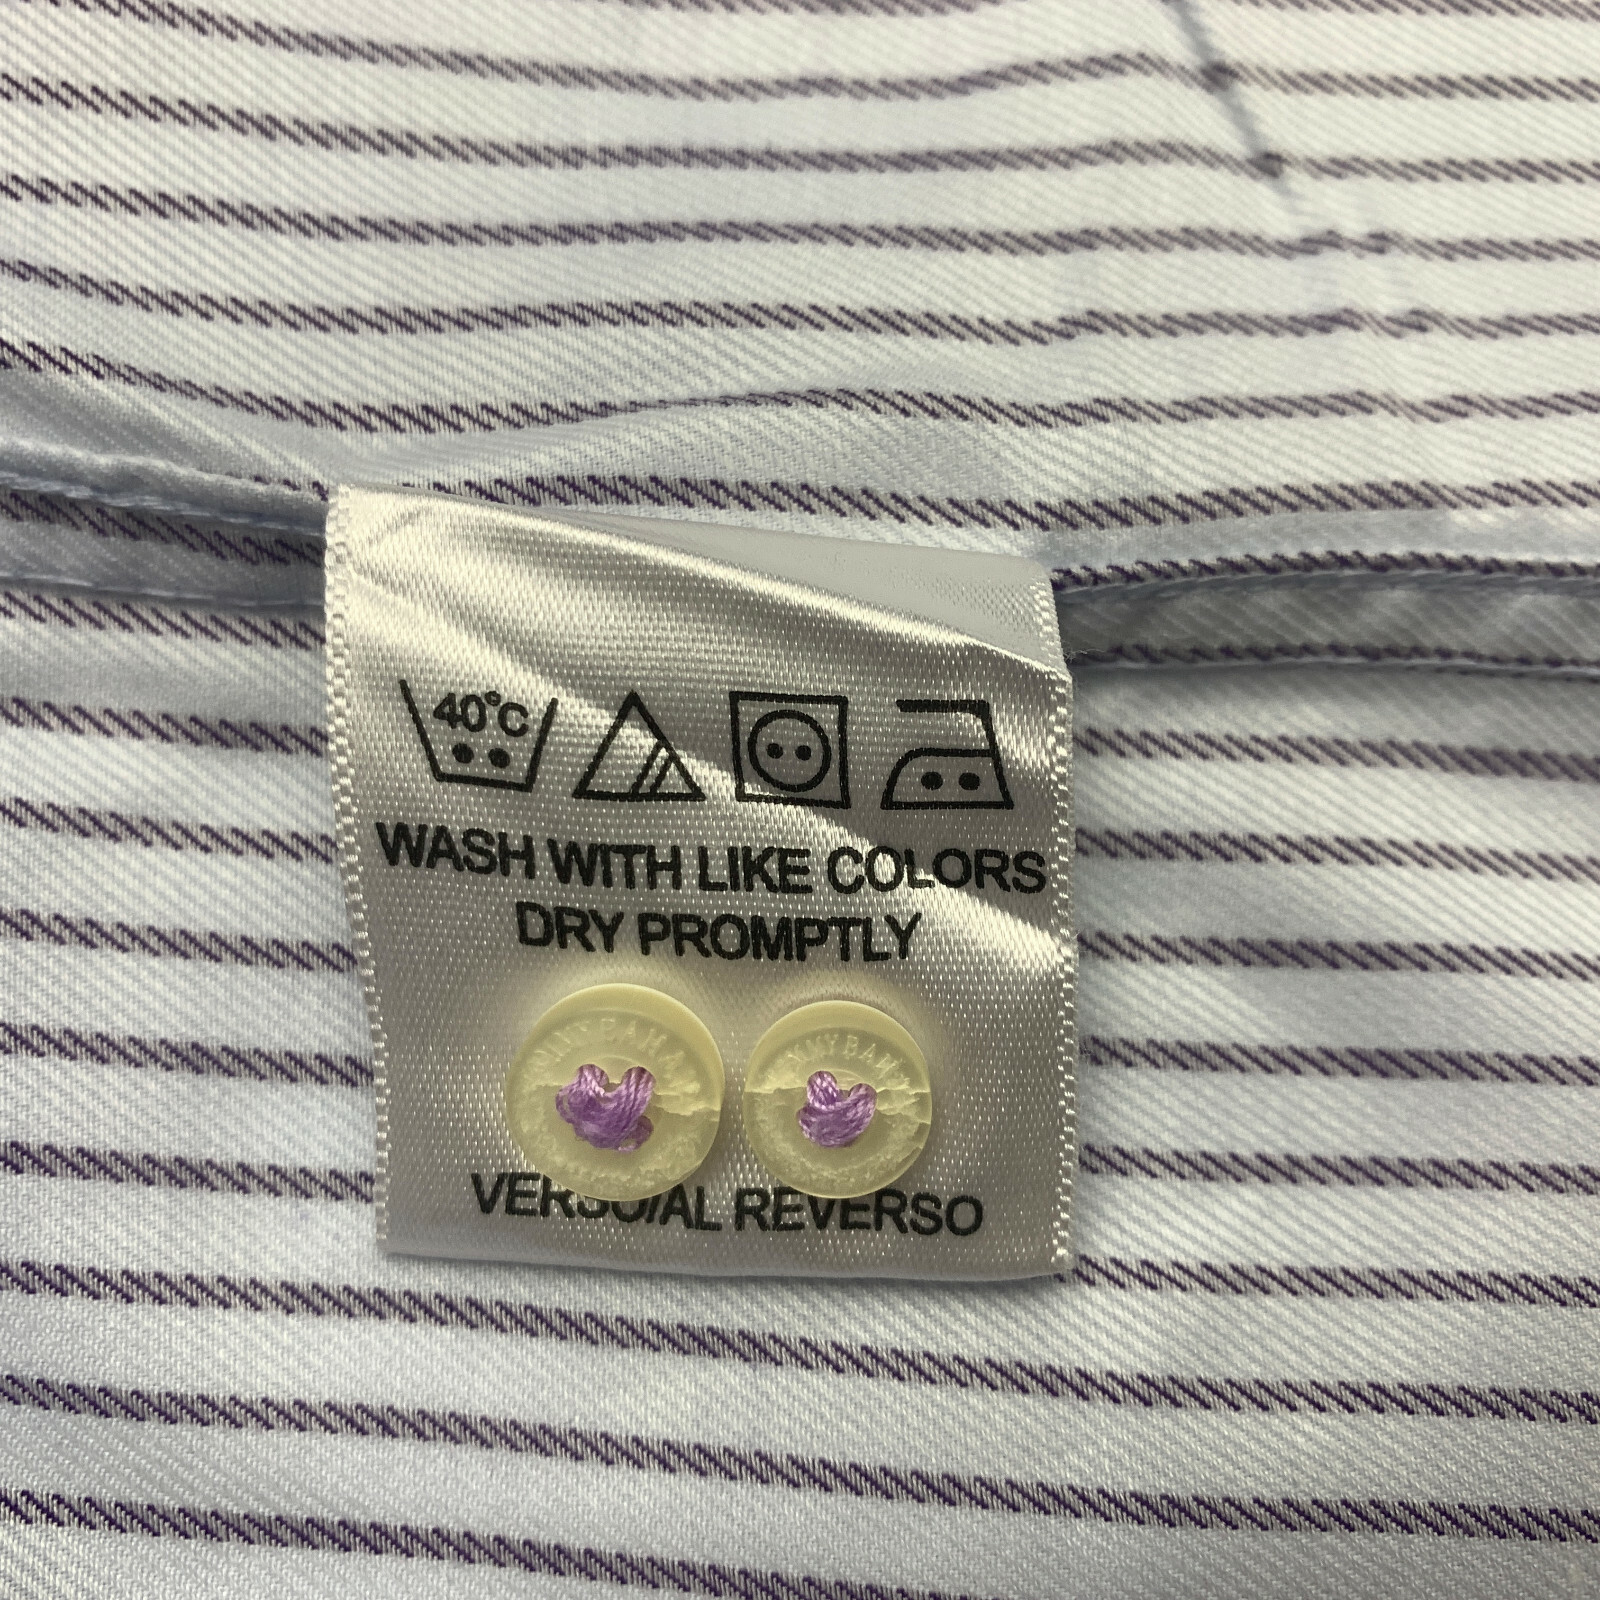 40°C
WASH WITH LIKE COLORS
DRY PROMPTLY
VERSO/AL REVERSO